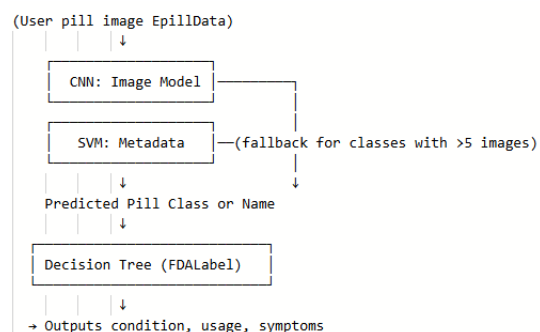 (User pill image EpillData)
↓
CNN: Image Model
SVM: Metadata —(fallback for classes with >5 images)
↓ ↓
Predicted Pill Class or Name
↓
Decision Tree (FDALabel)
↓
→ Outputs condition, usage, symptoms